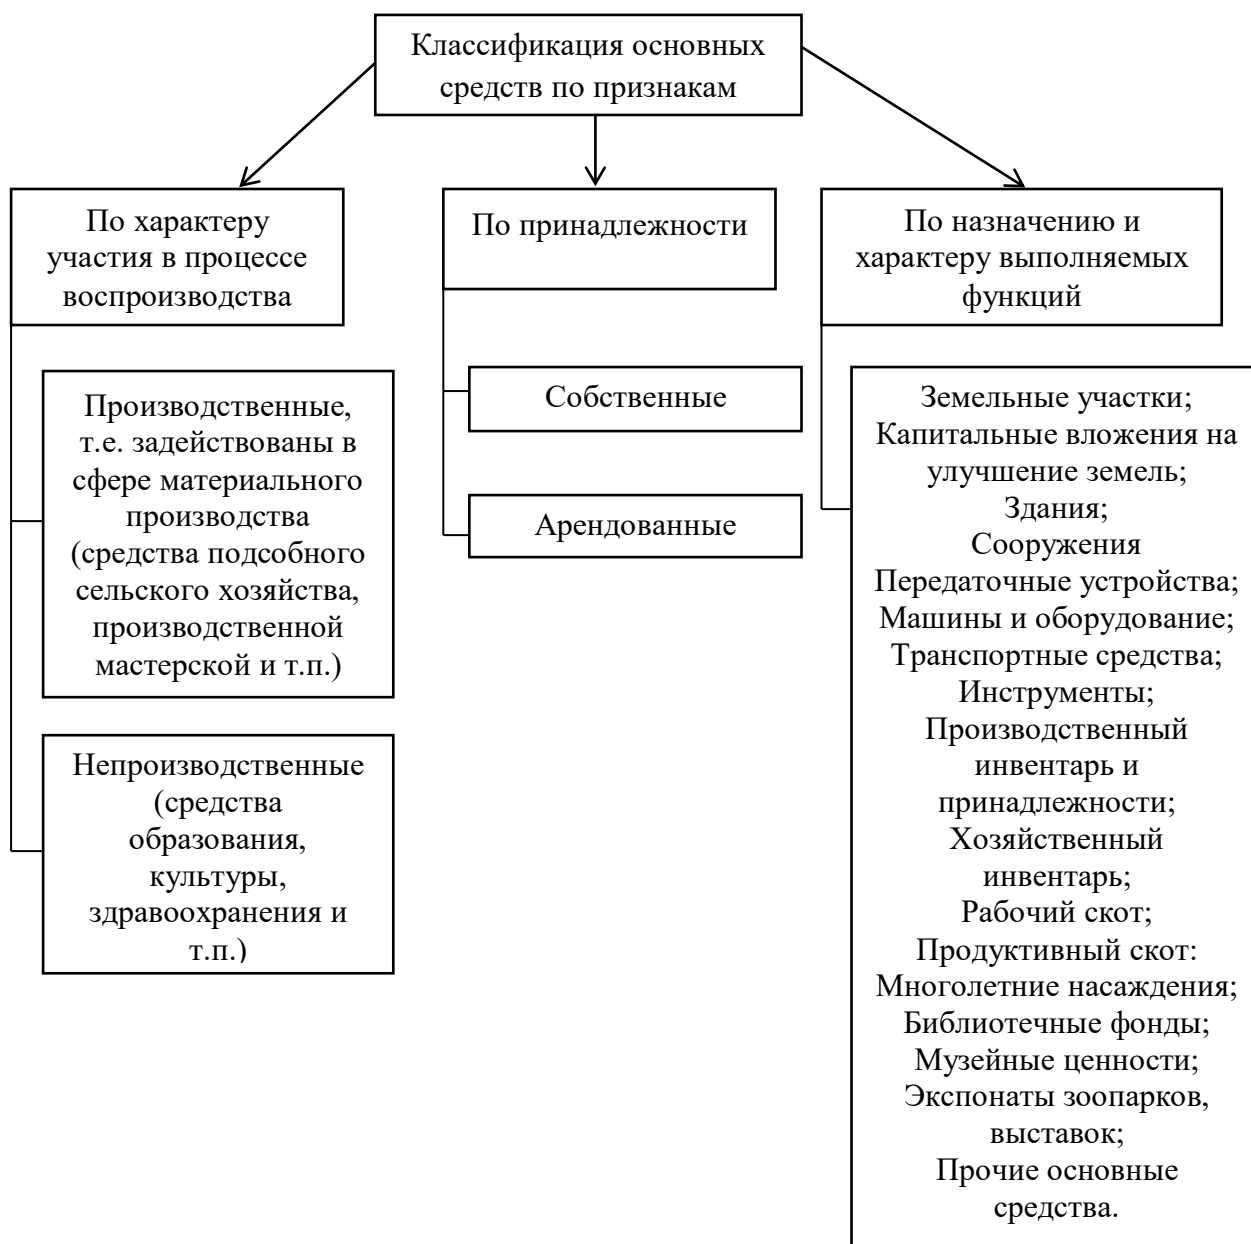 Классификация основных
средств по признакам
По характеру
участия в процессе
воспроизводства
Производственные,
т.е. задействованы в
сфере материального
производства
(средства подсобного
сельского хозяйства,
производственной
мастерской и т.п.)
Непроизводственные
(средства
образования,
культуры,
здравоохранения и
т.п.)
По принадлежности
Собственные
Арендованные
По назначению и
характеру выполняемых
функций
Земельные участки;
Капитальные вложения на
улучшение земель;
Здания;
Сооружения
Передаточные устройства;
Машины и оборудование;
Транспортные средства;
Инструменты;
Производственный
инвентарь и
принадлежности;
Хозяйственный
инвентарь;
Рабочий скот;
Продуктивный скот:
Многолетние насаждения;
Библиотечные фонды;
Музейные ценности;
Экспонаты зоопарков,
выставок;
Прочие основные
средства.